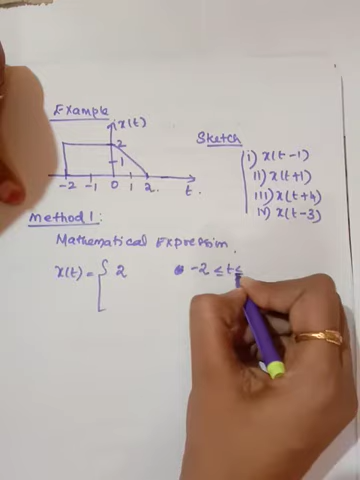 Example
x(t)
2
1
-2 -1 0 1 2 t
Sketch
i) x(t-1)
ii) x(t+1)
iii) x(t+4)
iv) x(t-3)
Method 1:
Mathematical Expression.
x(t) = { 2 -2 ≤ t ≤